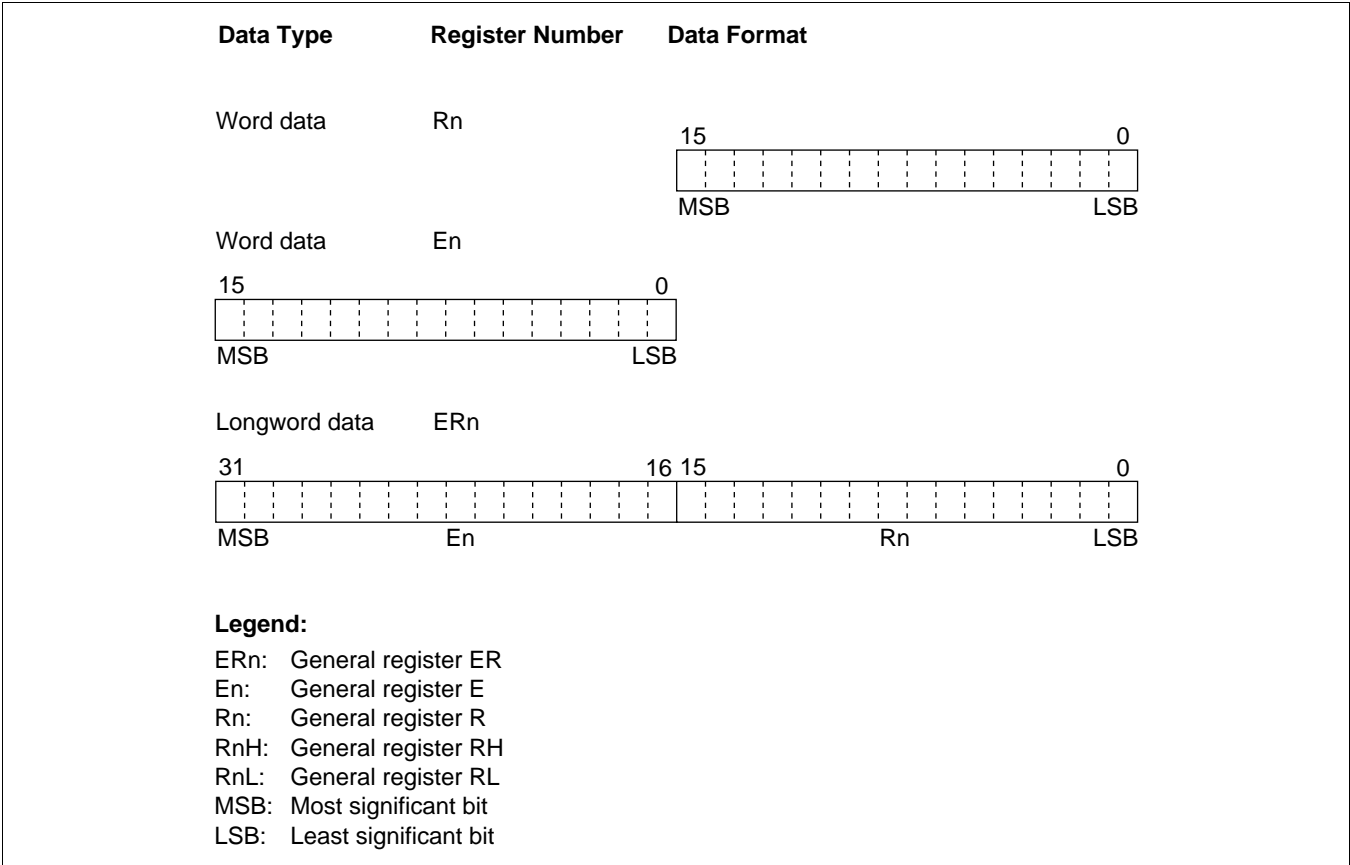 Data Type Register Number Data Format
Word data Rn
15 0
MSB LSB
Word data En
15 0
MSB LSB
Longword data ERn
31 16 15 0
MSB En Rn LSB
Legend:
ERn: General register ER
En: General register E
Rn: General register R
RnH: General register RH
RnL: General register RL
MSB: Most significant bit
LSB: Least significant bit